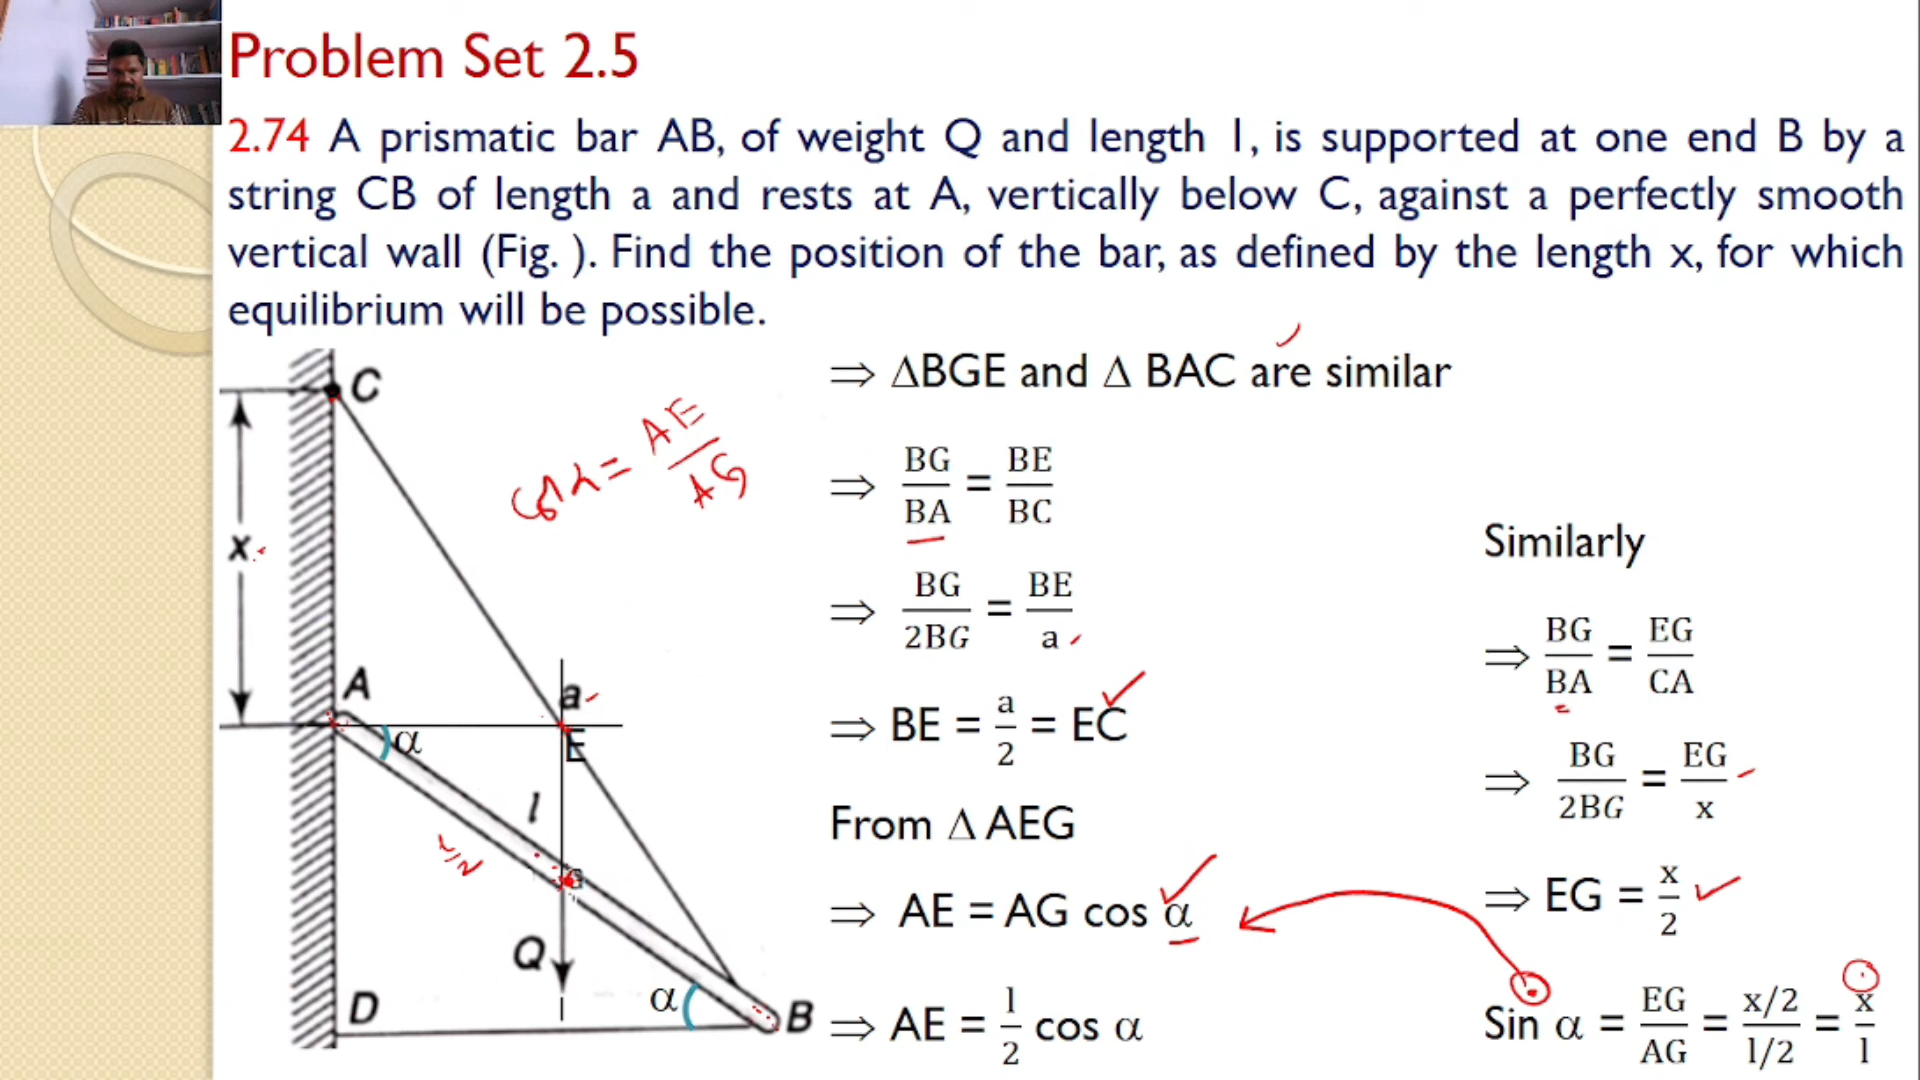 Problem Set 2.5
2.74 A prismatic bar AB, of weight Q and length l, is supported at one end B by a
string CB of length a and rests at A, vertically below C, against a perfectly smooth
vertical wall (Fig. ). Find the position of the bar, as defined by the length x, for which
equilibrium will be possible.
C
x
A
α
a
E
l
L/2
G
Q
D
α
B
Cos α = AE/AG
⇒ ΔBGE and Δ BAC are similar
⇒ BG/BA = BE/BC
⇒ BG/2BG = BE/a
⇒ BE = a/2 = EC
From Δ AEG
⇒ AE = AG cos α
⇒ AE = l/2 cos α
Similarly
⇒ BG/BA = EG/CA
⇒ BG/2BG = EG/x
⇒ EG = x/2
Sin α = EG/AG = x/2 / l/2 = x/l